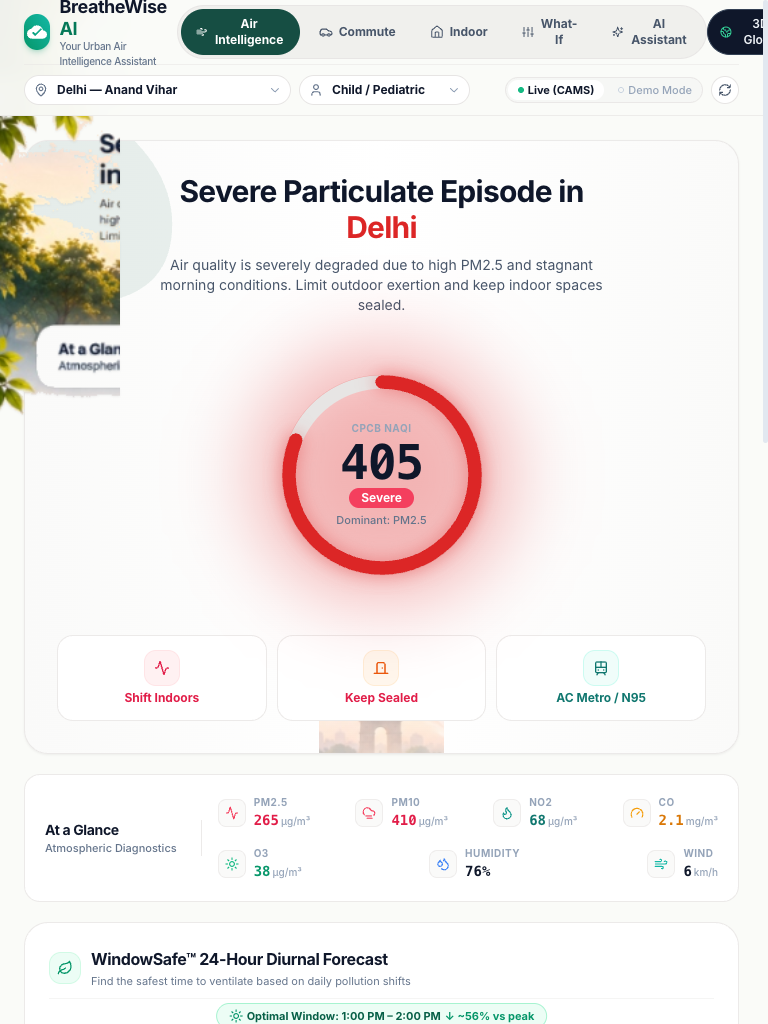 BreatheWise
AI
Your Urban Air
Intelligence Assistant
Air
Intelligence
Commute
Indoor
What-
If
AI
Assistant
3D
Delhi — Anand Vihar
Child / Pediatric
Live (CAMS)
Demo Mode
in
Air
Severe Particulate Episode in
Delhi
Air quality is severely degraded due to high PM2.5 and stagnant
morning conditions. Limit outdoor exertion and keep indoor spaces
sealed.
At a
CPCB NAQI
405
Severe
Dominant: PM2.5
Shift Indoors
Keep Sealed
AC Metro / N95
At a Glance
Atmospheric Diagnostics
PM2.5
265 µg/m³
PM10
410 µg/m³
NO2
68 µg/m³
CO
2.1 mg/m³
O3
38 µg/m³
HUMIDITY
76%
WIND
6 km/h
WindowSafe™ 24-Hour Diurnal Forecast
Find the safest time to ventilate based on daily pollution shifts
Optimal Window: 1:00 PM – 2:00 PM ↓ ~56% vs peak